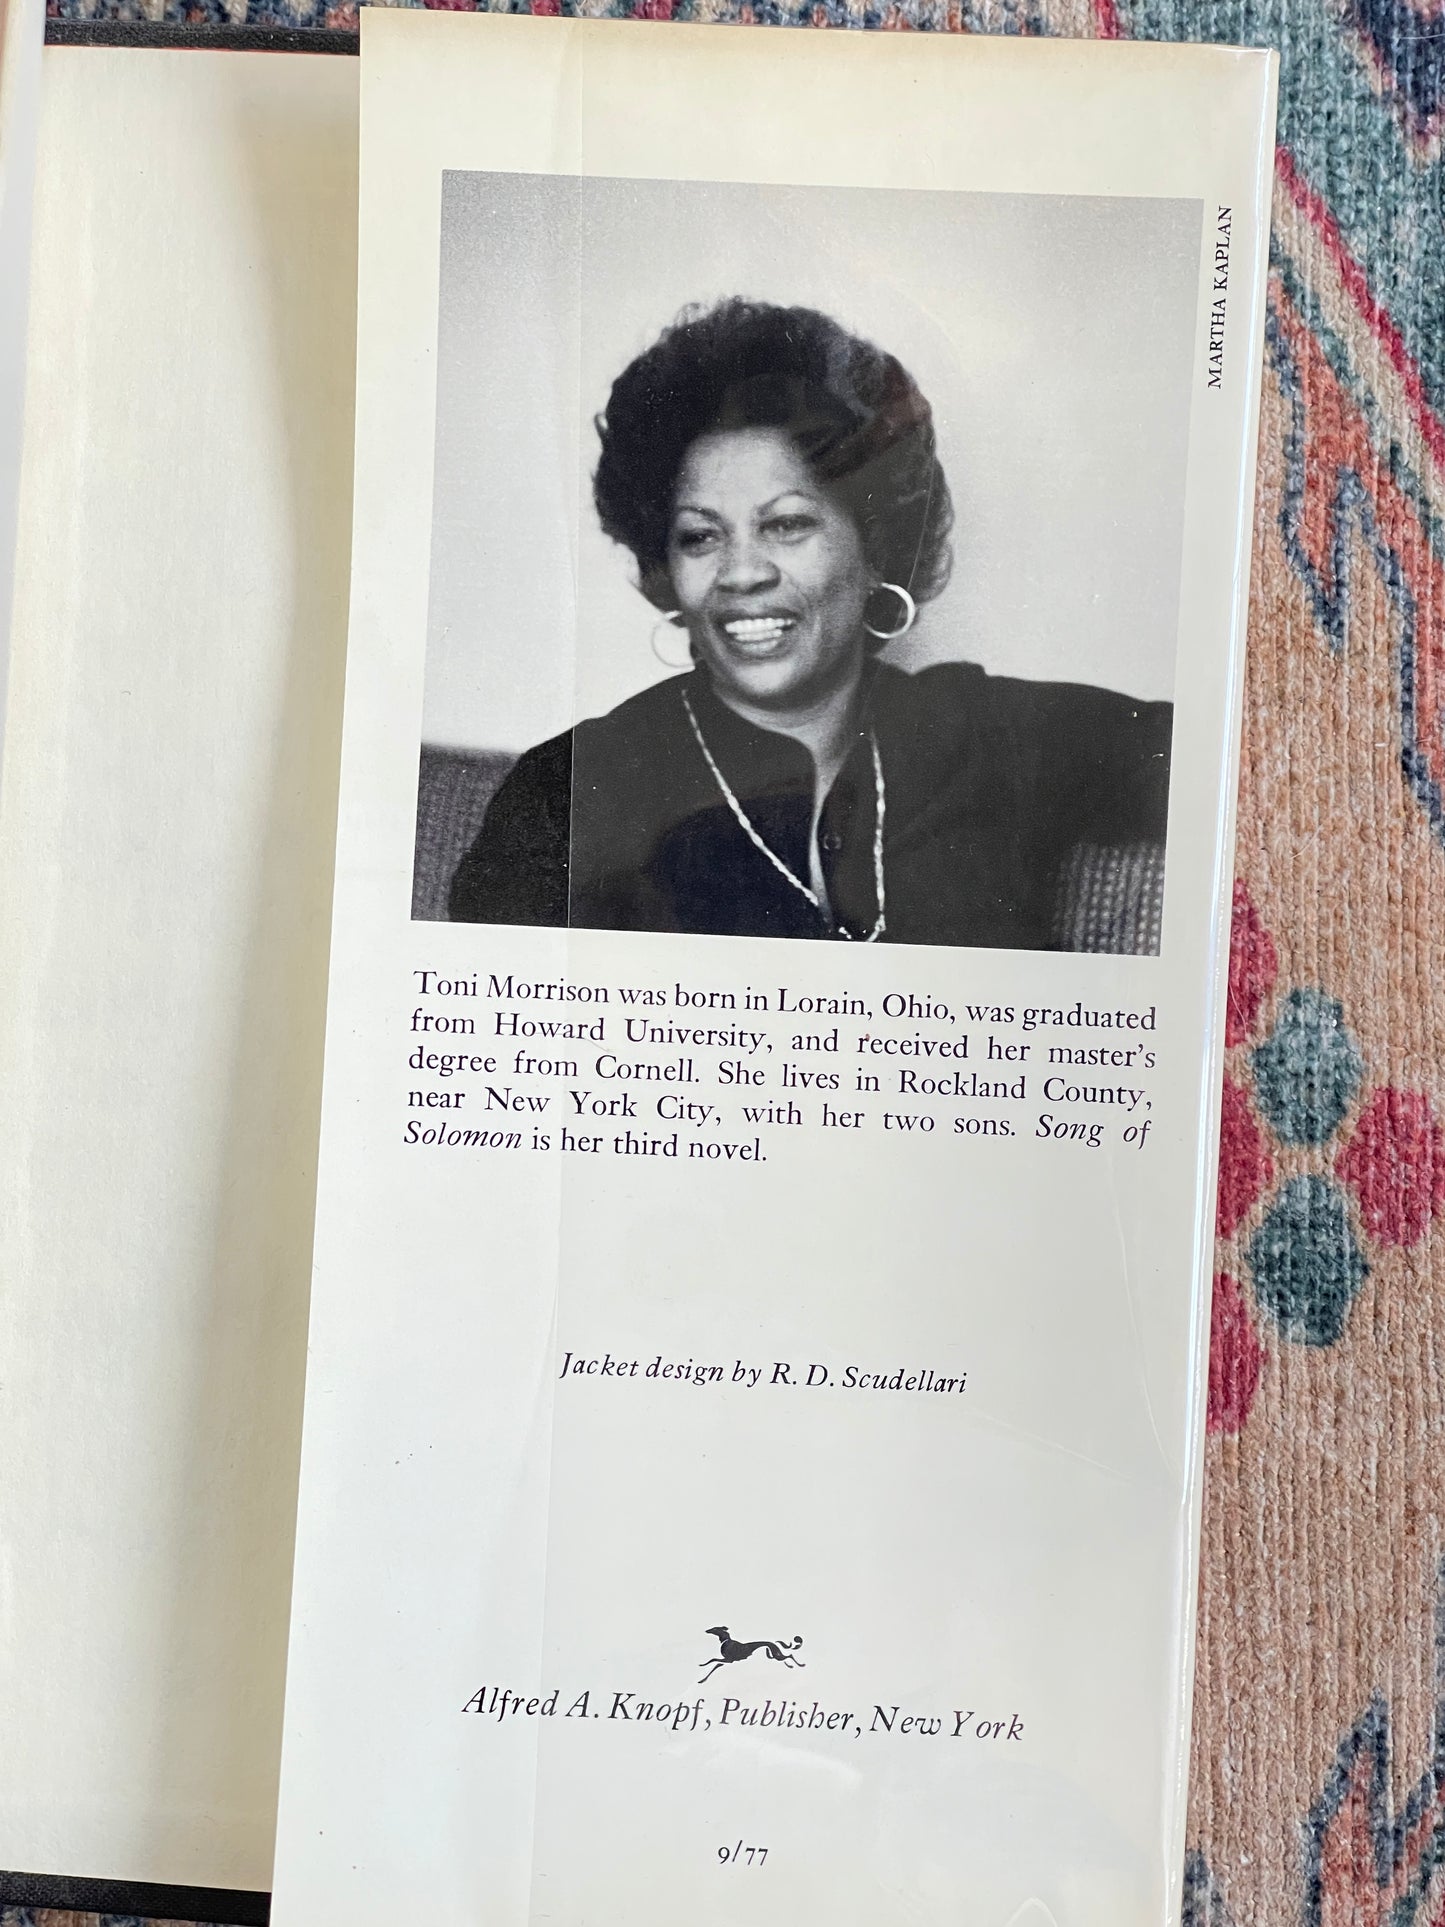 MARTHA KAPLAN
Toni Morrison was born in Lorain, Ohio, was graduated
from Howard University, and received her master's
degree from Cornell. She lives in Rockland County,
near New York City, with her two sons. Song of
Solomon is her third novel.
Jacket design by R. D. Scudellari
Alfred A. Knopf, Publisher, New York
9/77